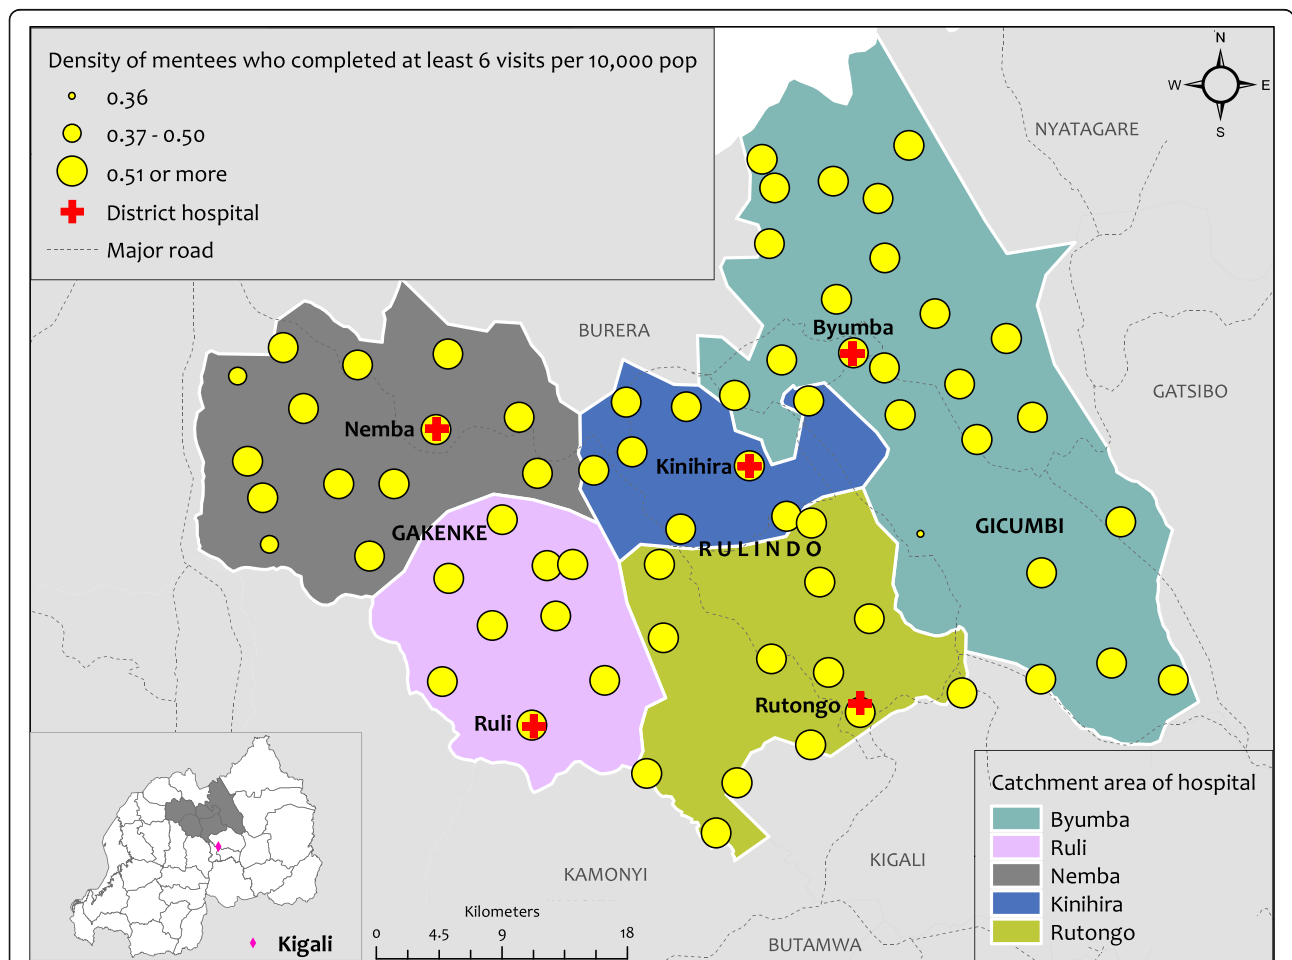 Density of mentees who completed at least 6 visits per 10,000 pop
0.36
0.37 - 0.50
0.51 or more
District hospital
Major road
N
W
E
S
NYATAGARE
BURERA
Byumba
GATSIBO
Nemba
Kinihira
GAKENKE
GICUMBI
RULINDO
Rutongo
Ruli
Catchment area of hospital
Byumba
Ruli
Nemba
Kinihira
Rutongo
KIGALI
KAMONYI
Kilometers
0
4.5
9
18
Kigali
BUTAMWA